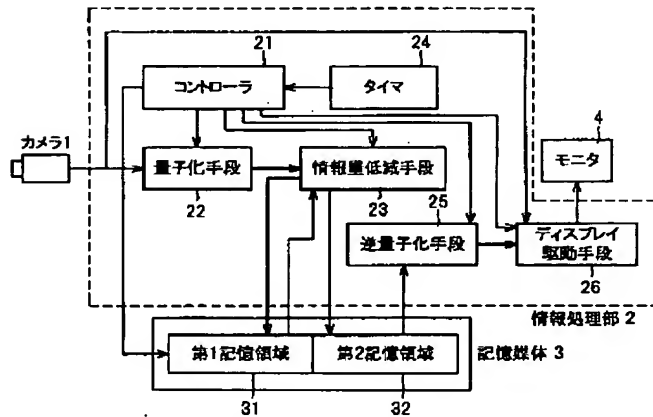 21
24
コントローラ
タイマ
カメラ1
4
モニタ
量子化手段
情報量低減手段
22
23
25
逆量子化手段
ディスプレイ
駆動手段
26
情報処理部 2
第1記憶領域
第2記憶領域
記憶媒体 3
31
32